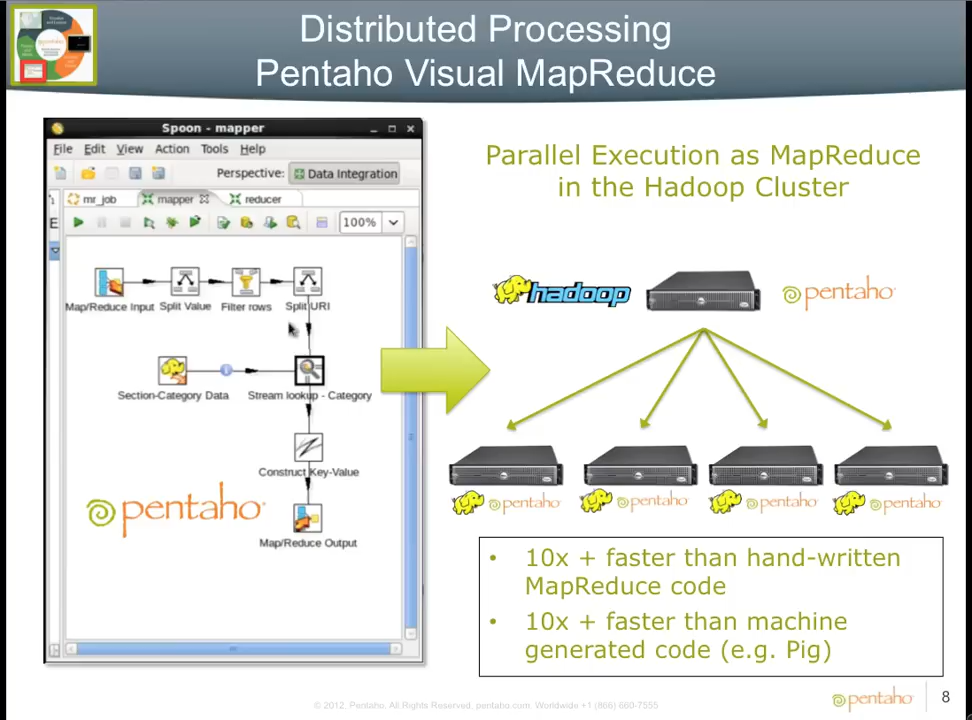 Distributed Processing
Pentaho Visual MapReduce
Spoon - mapper
File Edit View Action Tools Help
Perspective: Data Integration
mr_job mapper reducer
100%
Map/Reduce Input Split Value Filter rows Split URI
Section-Category Data Stream lookup - Category
Construct Key-Value
Map/Reduce Output
pentaho
Parallel Execution as MapReduce
in the Hadoop Cluster
hadoop pentaho
pentaho pentaho pentaho pentaho
• 10x + faster than hand-written
MapReduce code
• 10x + faster than machine
generated code (e.g. Pig)
© 2012, Pentaho. All Rights Reserved. pentaho.com. Worldwide +1 (866) 660-7555
pentaho 8